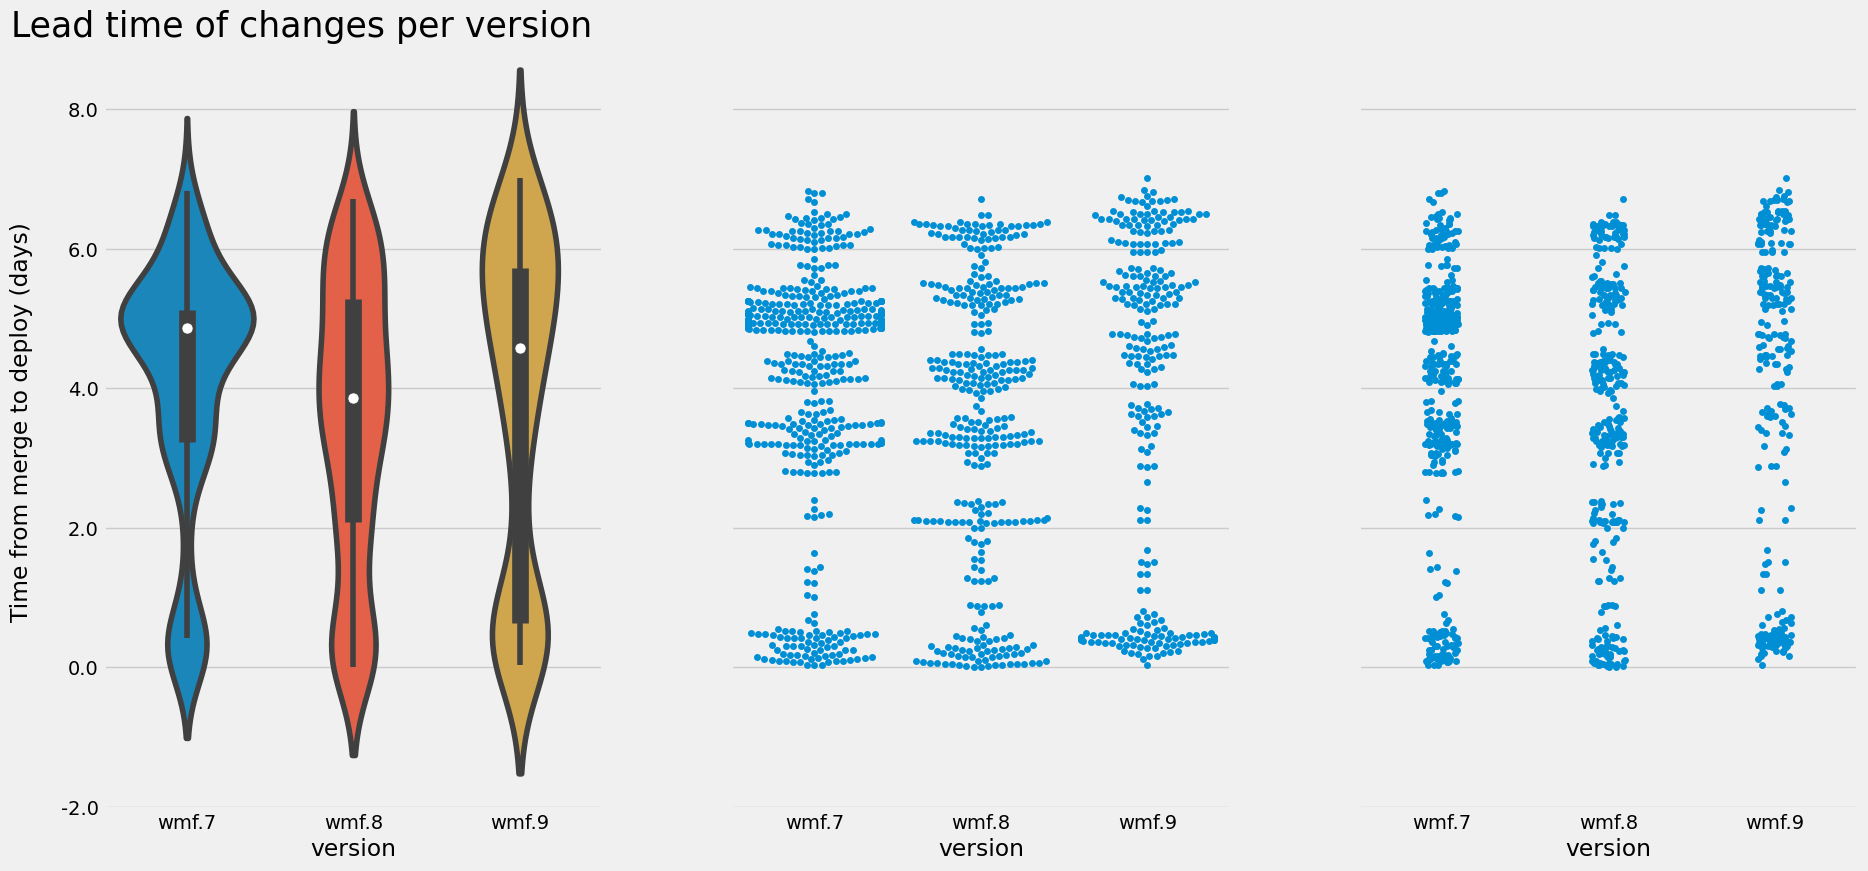 Lead time of changes per version
Time from merge to deploy (days)
8.0
6.0
4.0
2.0
0.0
-2.0
wmf.7 wmf.8 wmf.9
version
wmf.7 wmf.8 wmf.9
version
wmf.7 wmf.8 wmf.9
version